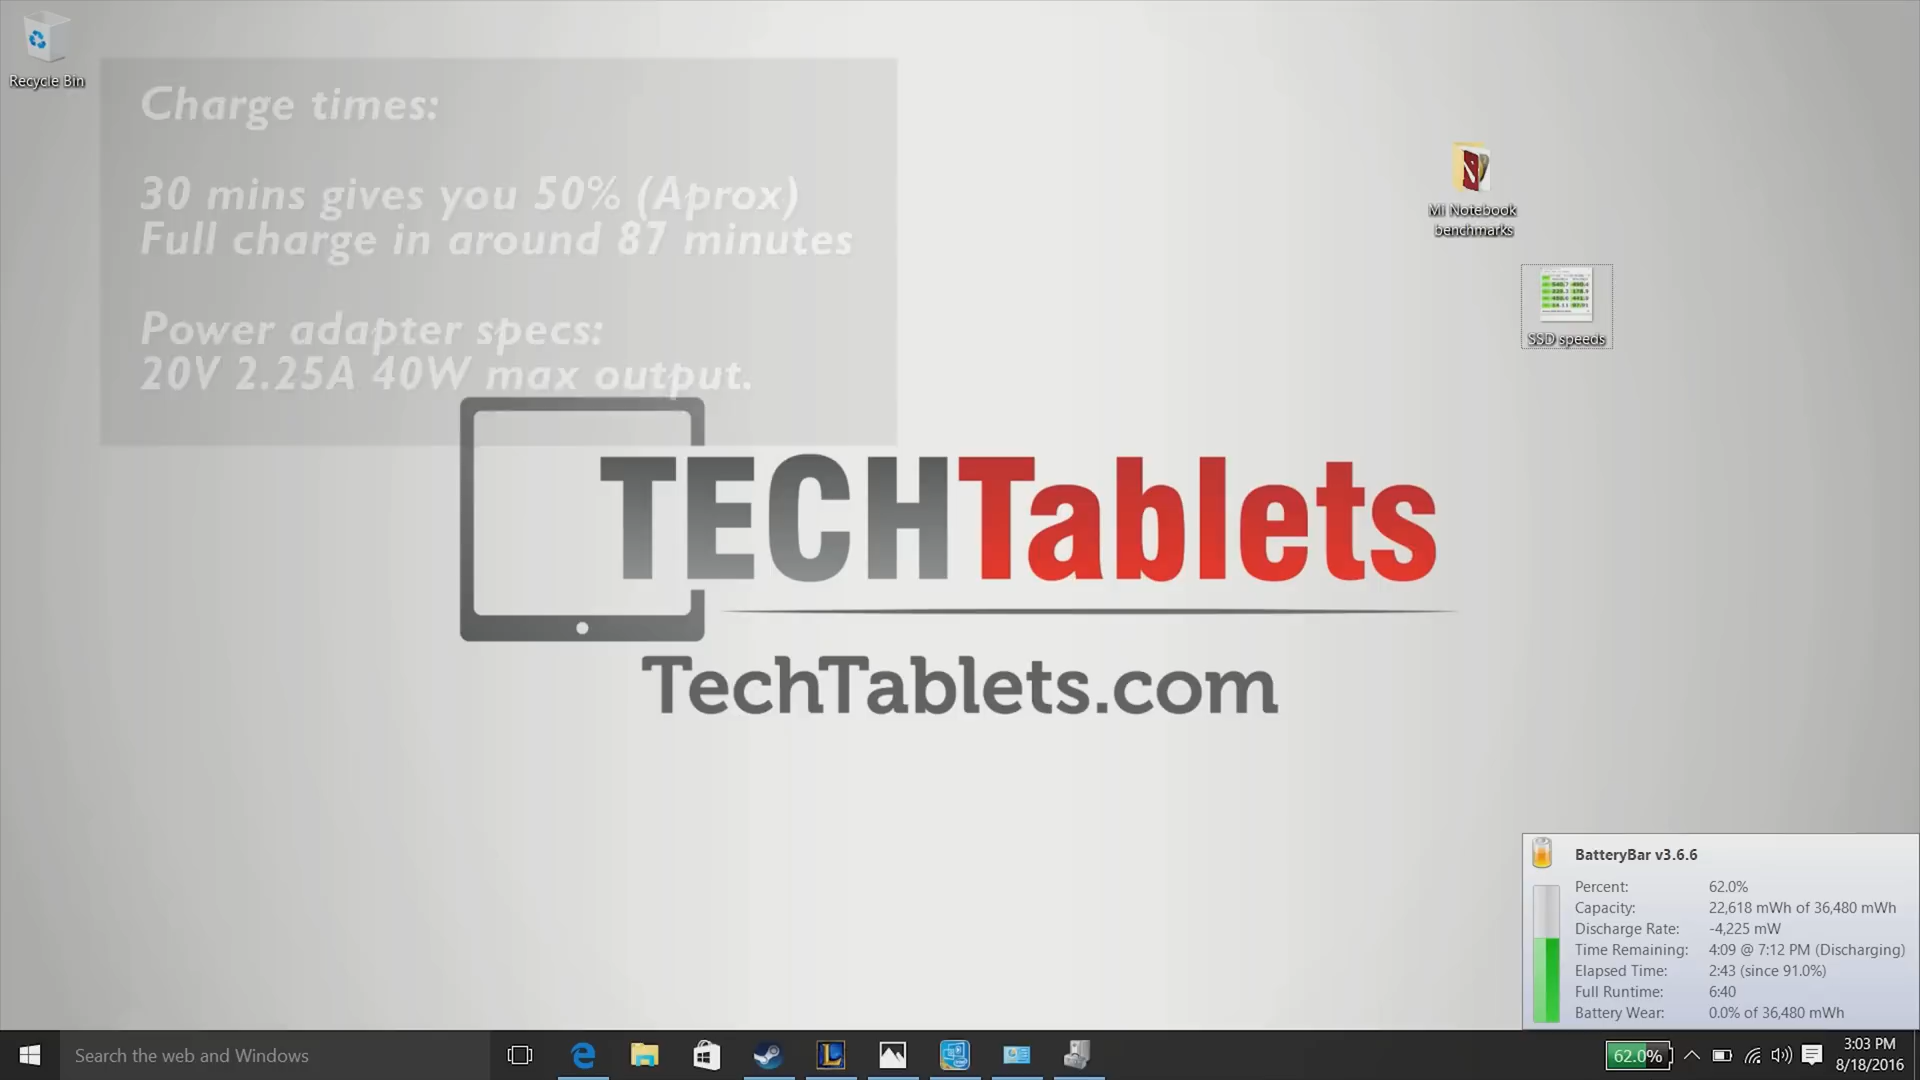 Recycle Bin
Charge times:
30 mins gives you 50% (Aprox)
Full charge in around 87 minutes
Power adapter specs:
20V 2.25A 40W max output.
Mi Notebook
benchmarks
SSD speeds
TECHTablets
TechTablets.com
BatteryBar v3.6.6
Percent: 62.0%
Capacity: 22,618 mWh of 36,480 mWh
Discharge Rate: -4,225 mW
Time Remaining: 4:09 @ 7:12 PM (Discharging)
Elapsed Time: 2:43 (since 91.0%)
Full Runtime: 6:40
Battery Wear: 0.0% of 36,480 mWh
Search the web and Windows
62.0%
3:03 PM
8/18/2016